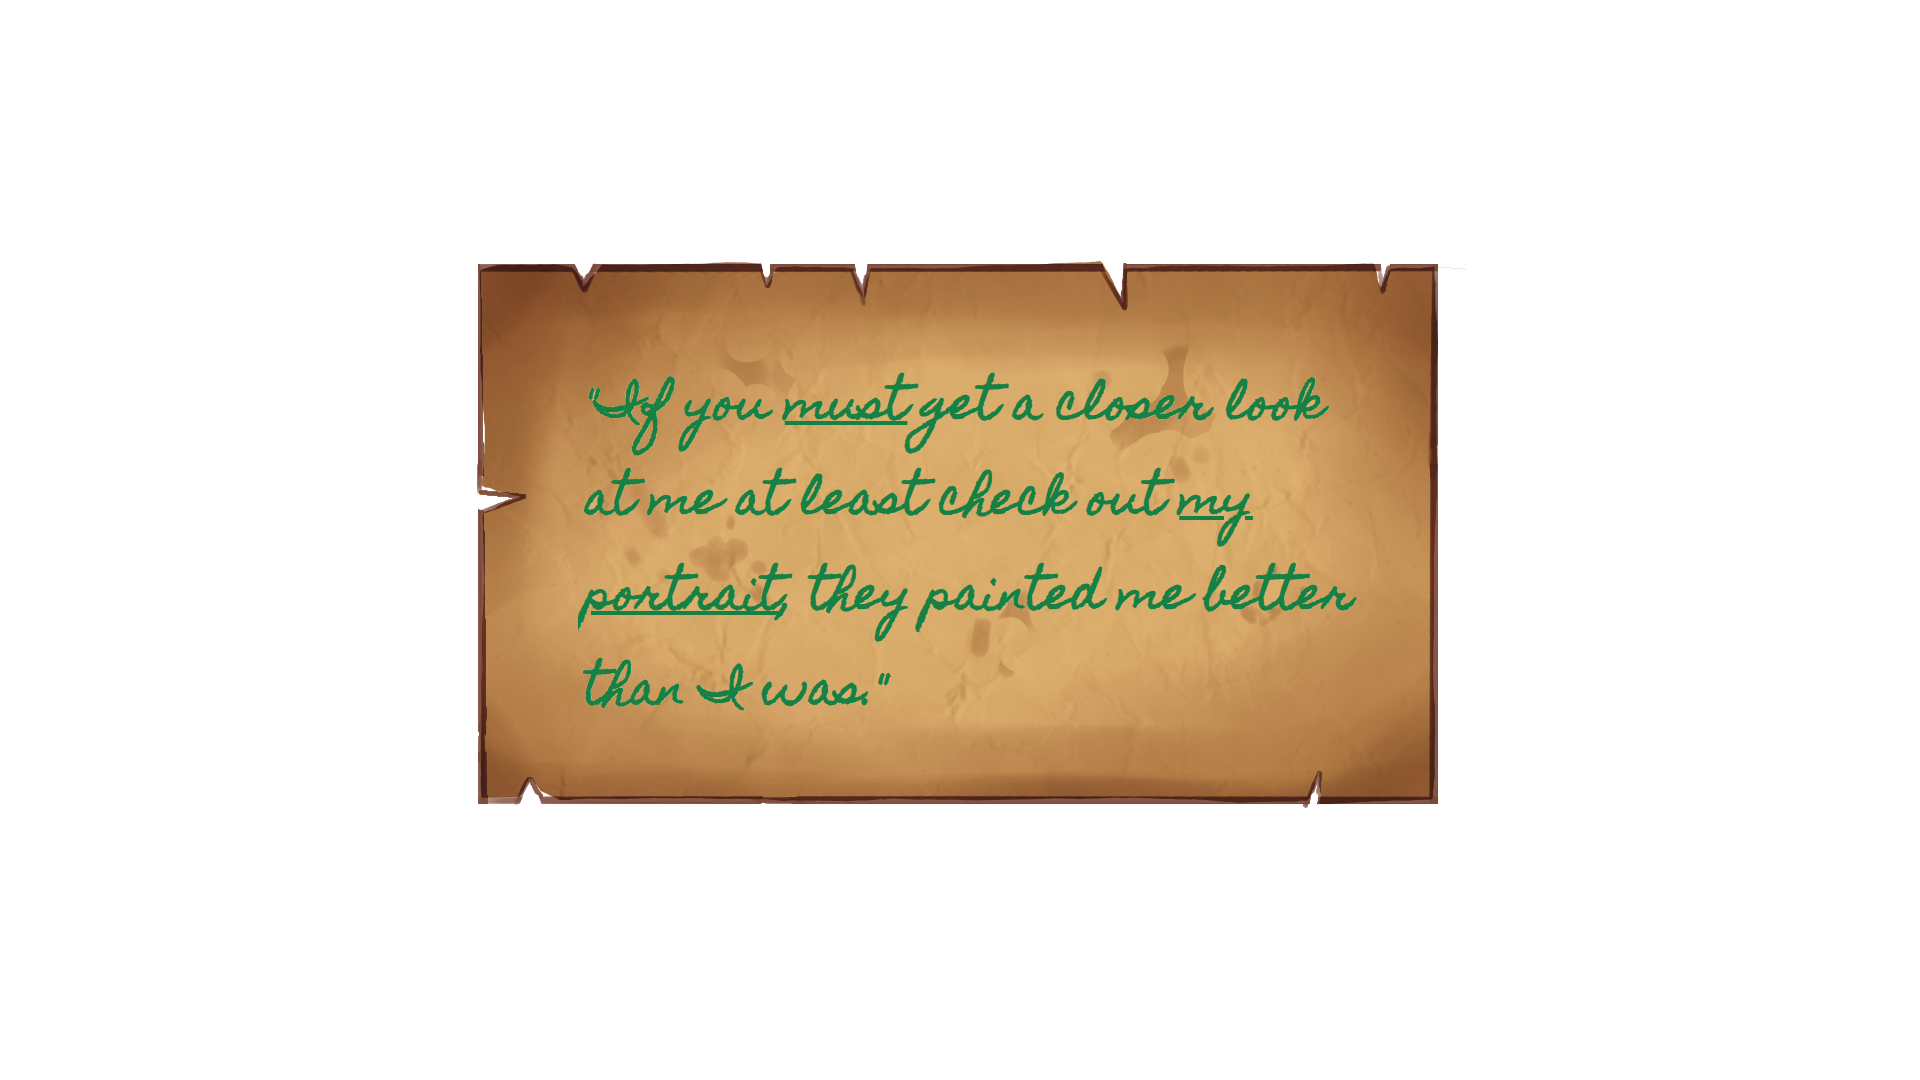 "If you must get a closer look
at me at least check out my
portrait, they painted me better
than I was."